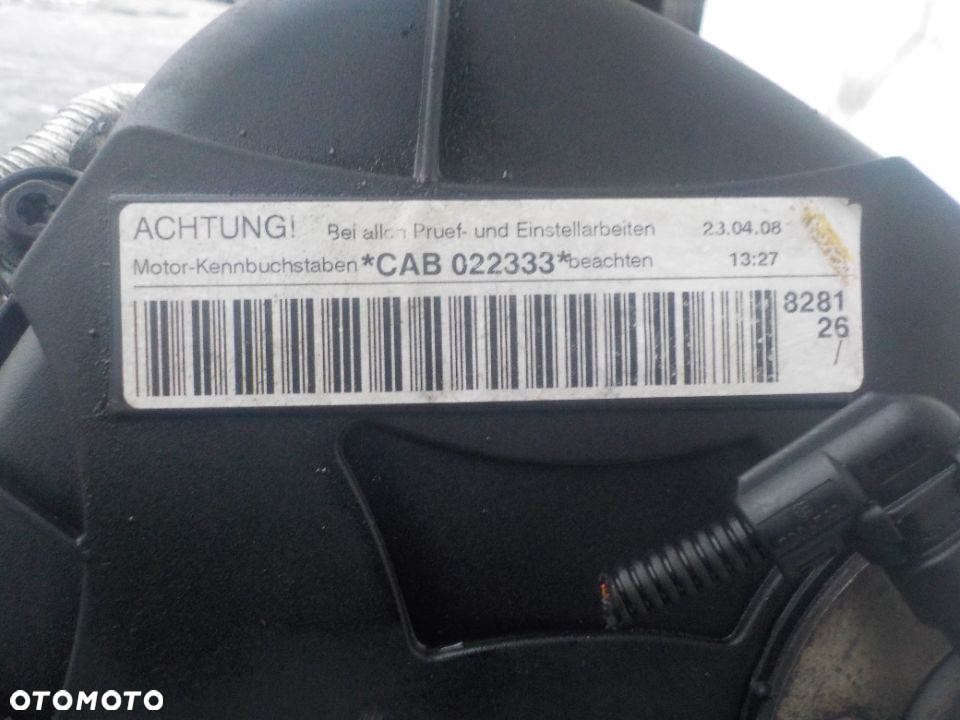 ACHTUNG! Bei allen Pruef- und Einstellarbeiten 23.04.08
Motor-Kennbuchstaben *CAB 022333* beachten 13:27
8281
26
/
OTOMOTO